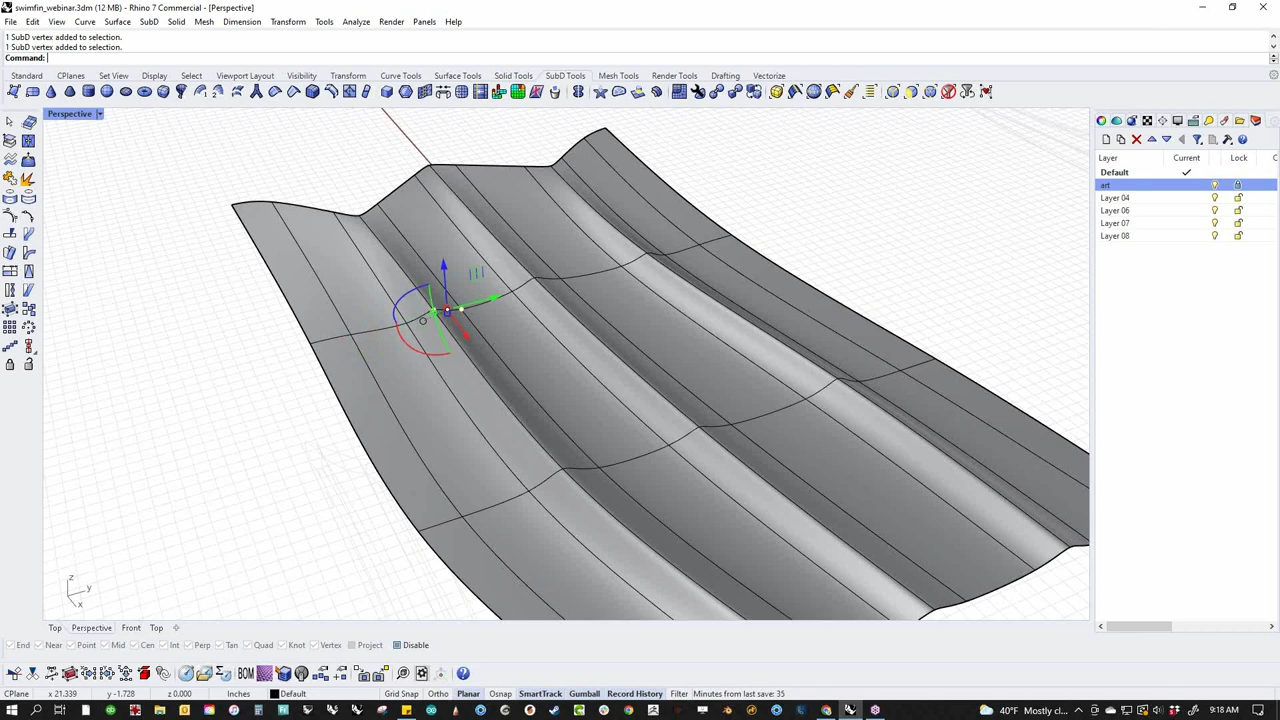 swimfin_webinar.3dm (12 MB) - Rhino 7 Commercial - [Perspective]
File Edit View Curve Surface SubD Solid Mesh Dimension Transform Tools Analyze Render Panels Help
1 SubD vertex added to selection.
1 SubD vertex added to selection.
Command:
Standard CPlanes Set View Display Select Viewport Layout Visibility Transform Curve Tools Surface Tools Solid Tools SubD Tools Mesh Tools Render Tools Drafting Vectorize
Perspective
Layer Current Lock C
Default
art
Layer 04
Layer 06
Layer 07
Layer 08
z
y
x
Top Perspective Front Top
End Near Point Mid Cen Int Perp Tan Quad Knot Vertex Project Disable
BOM
CPlane x 21.339 y -1.728 z 0.000 Inches Default Grid Snap Ortho Planar Osnap SmartTrack Gumball Record History Filter Minutes from last save: 35
40°F Mostly cl... 9:18 AM